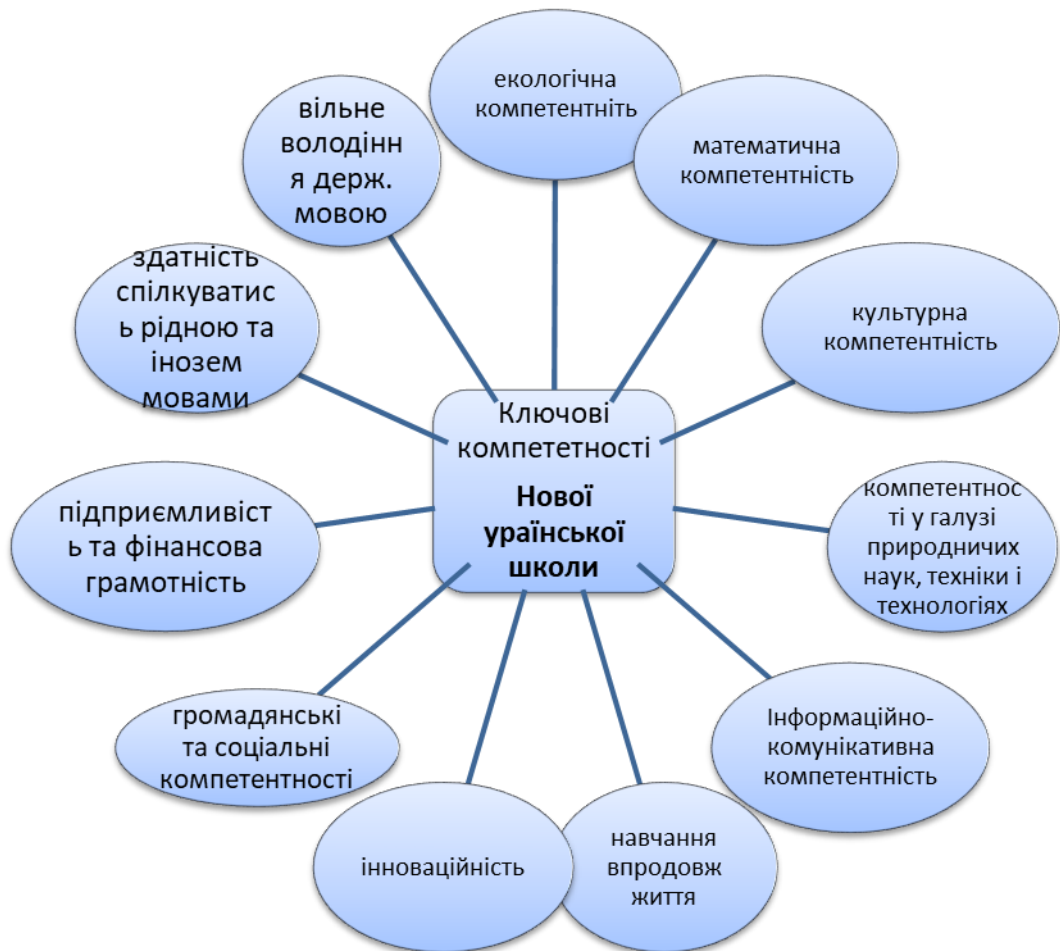 екологічна
компетентніть
математична
компетентність
культурна
компетентність
компетентнос
ті у галузі
природничих
наук, техніки і
технологіях
Інформаційно-
комунікативна
компетентність
навчання
впродовж
життя
інноваційність
громадянські
та соціальні
компетентності
підприємливіст
ь та фінансова
грамотність
здатність
спілкуватис
ь рідною та
інозем
мовами
вільне
володінн
я держ.
мовою
Ключові
компететності
Нової
ураїнської
школи